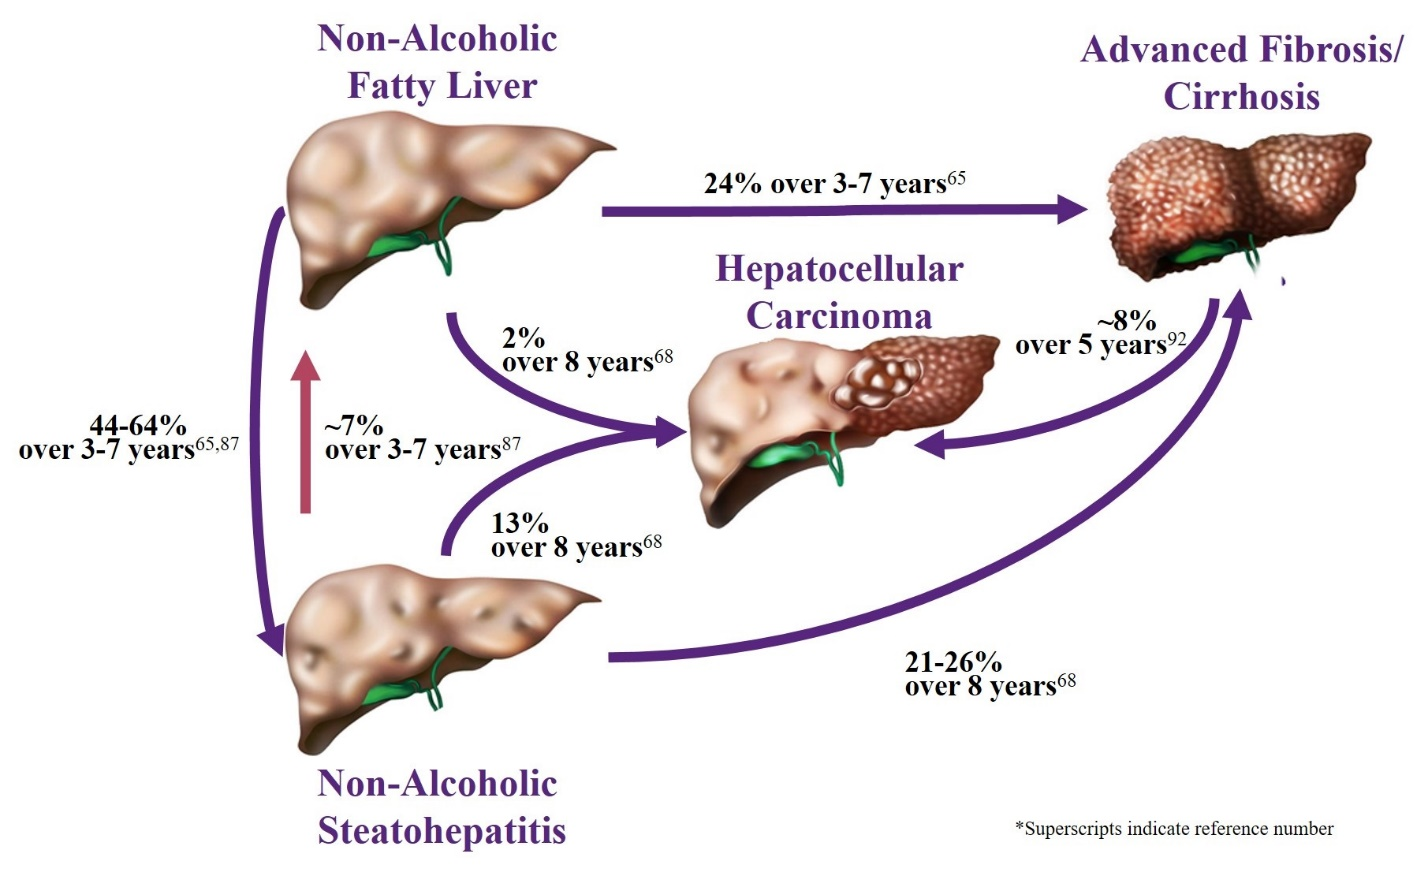 Non-Alcoholic
Fatty Liver
Advanced Fibrosis/
Cirrhosis
24% over 3-7 years65
Hepatocellular
Carcinoma
2%
over 8 years68
~8%
over 5 years92
44-64%
over 3-7 years65,87
~7%
over 3-7 years87
13%
over 8 years68
21-26%
over 8 years68
Non-Alcoholic
Steatohepatitis
*Superscripts indicate reference number